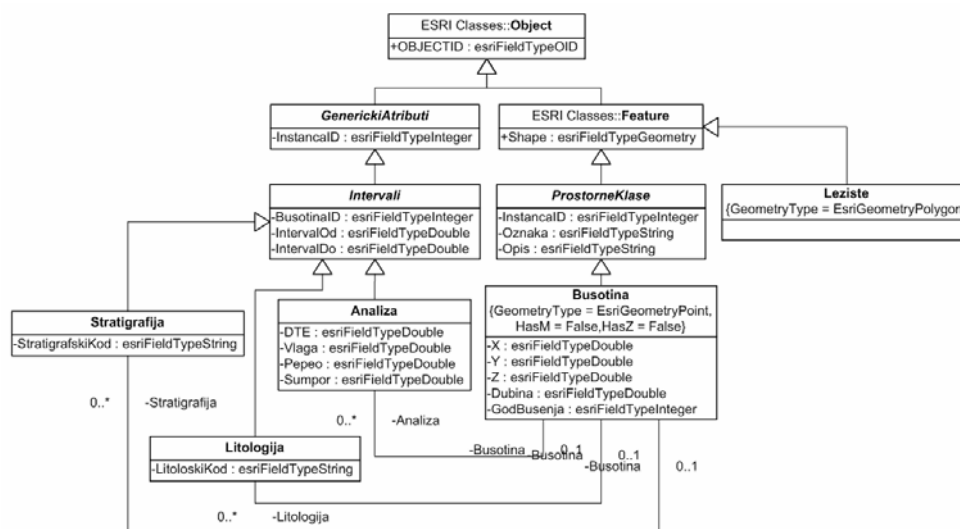 ESRI Classes::Object
+OBJECTID : esriFieldTypeOID
GenerickiAtributi
-InstancaID : esriFieldTypeInteger
ESRI Classes::Feature
+Shape : esriFieldTypeGeometry
Intervali
-BusotinaID : esriFieldTypeInteger
-IntervalOd : esriFieldTypeDouble
-IntervalDo : esriFieldTypeDouble
ProstorneKlase
-InstancaID : esriFieldTypeInteger
-Oznaka : esriFieldTypeString
-Opis : esriFieldTypeString
Leziste
{GeometryType = EsriGeometryPolygon
Stratigrafija
-StratigrafskiKod : esriFieldTypeString
Analiza
-DTE : esriFieldTypeDouble
-Vlaga : esriFieldTypeDouble
-Pepeo : esriFieldTypeDouble
-Sumpor : esriFieldTypeDouble
Busotina
{GeometryType = EsriGeometryPoint,
HasM = False,HasZ = False}
-X : esriFieldTypeDouble
-Y : esriFieldTypeDouble
-Z : esriFieldTypeDouble
-Dubina : esriFieldTypeDouble
-GodBusenja : esriFieldTypeInteger
0..* -Stratigrafija
0..* -Analiza
Litologija
-LitoloskiKod : esriFieldTypeString
-Busotina 0..1
-Busotina 0..1
-Busotina 0..1
0..* -Litologija